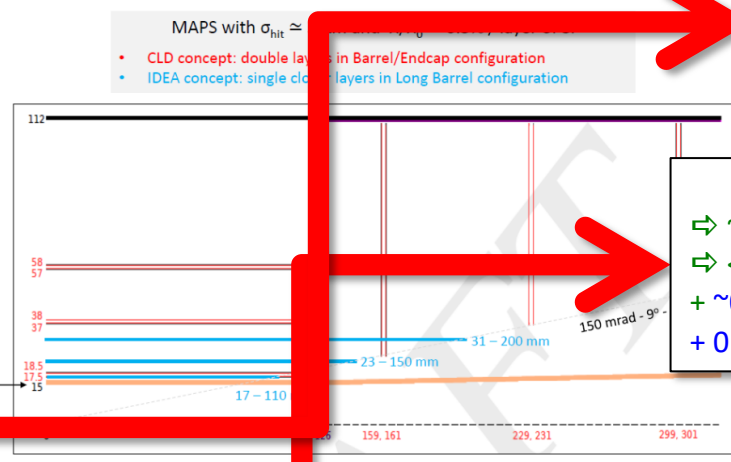 MAPS with σhit ≃
• CLD concept: double in Barrel/Endcap configuration
• IDEA concept: single layers in Long Barrel configuration
112
58
57
38
37
18.5
17.5
15
31 – 200 mm
23 – 150 mm
17 – 110
150 mrad - 9° -
159, 161
229, 231
299, 301
⇨
⇨
+ ~
+ 0